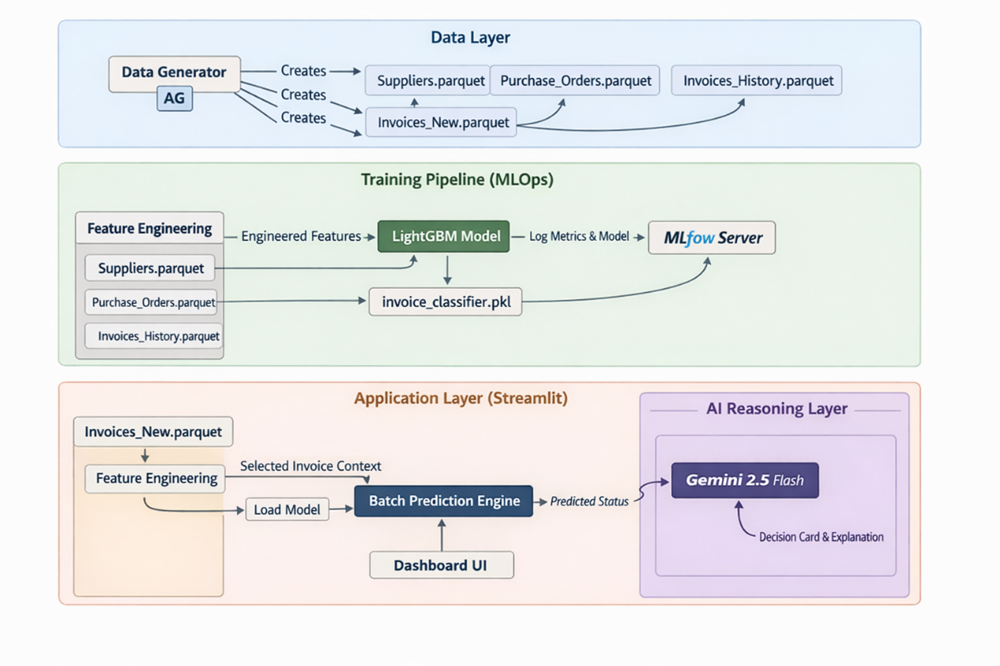 Data Layer
Data Generator
AG
Creates
Creates
Creates
Suppliers.parquet
Purchase_Orders.parquet
Invoices_History.parquet
Invoices_New.parquet
Training Pipeline (MLOps)
Feature Engineering
Suppliers.parquet
Purchase_Orders.parquet
Invoices_History.parquet
Engineered Features
LightGBM Model
Log Metrics & Model
MLfow Server
invoice_classifier.pkl
Application Layer (Streamlit)
Invoices_New.parquet
Feature Engineering
Selected Invoice Context
Load Model
Batch Prediction Engine
Predicted Status
Dashboard UI
AI Reasoning Layer
Gemini 2.5 Flash
Decision Card & Explanation